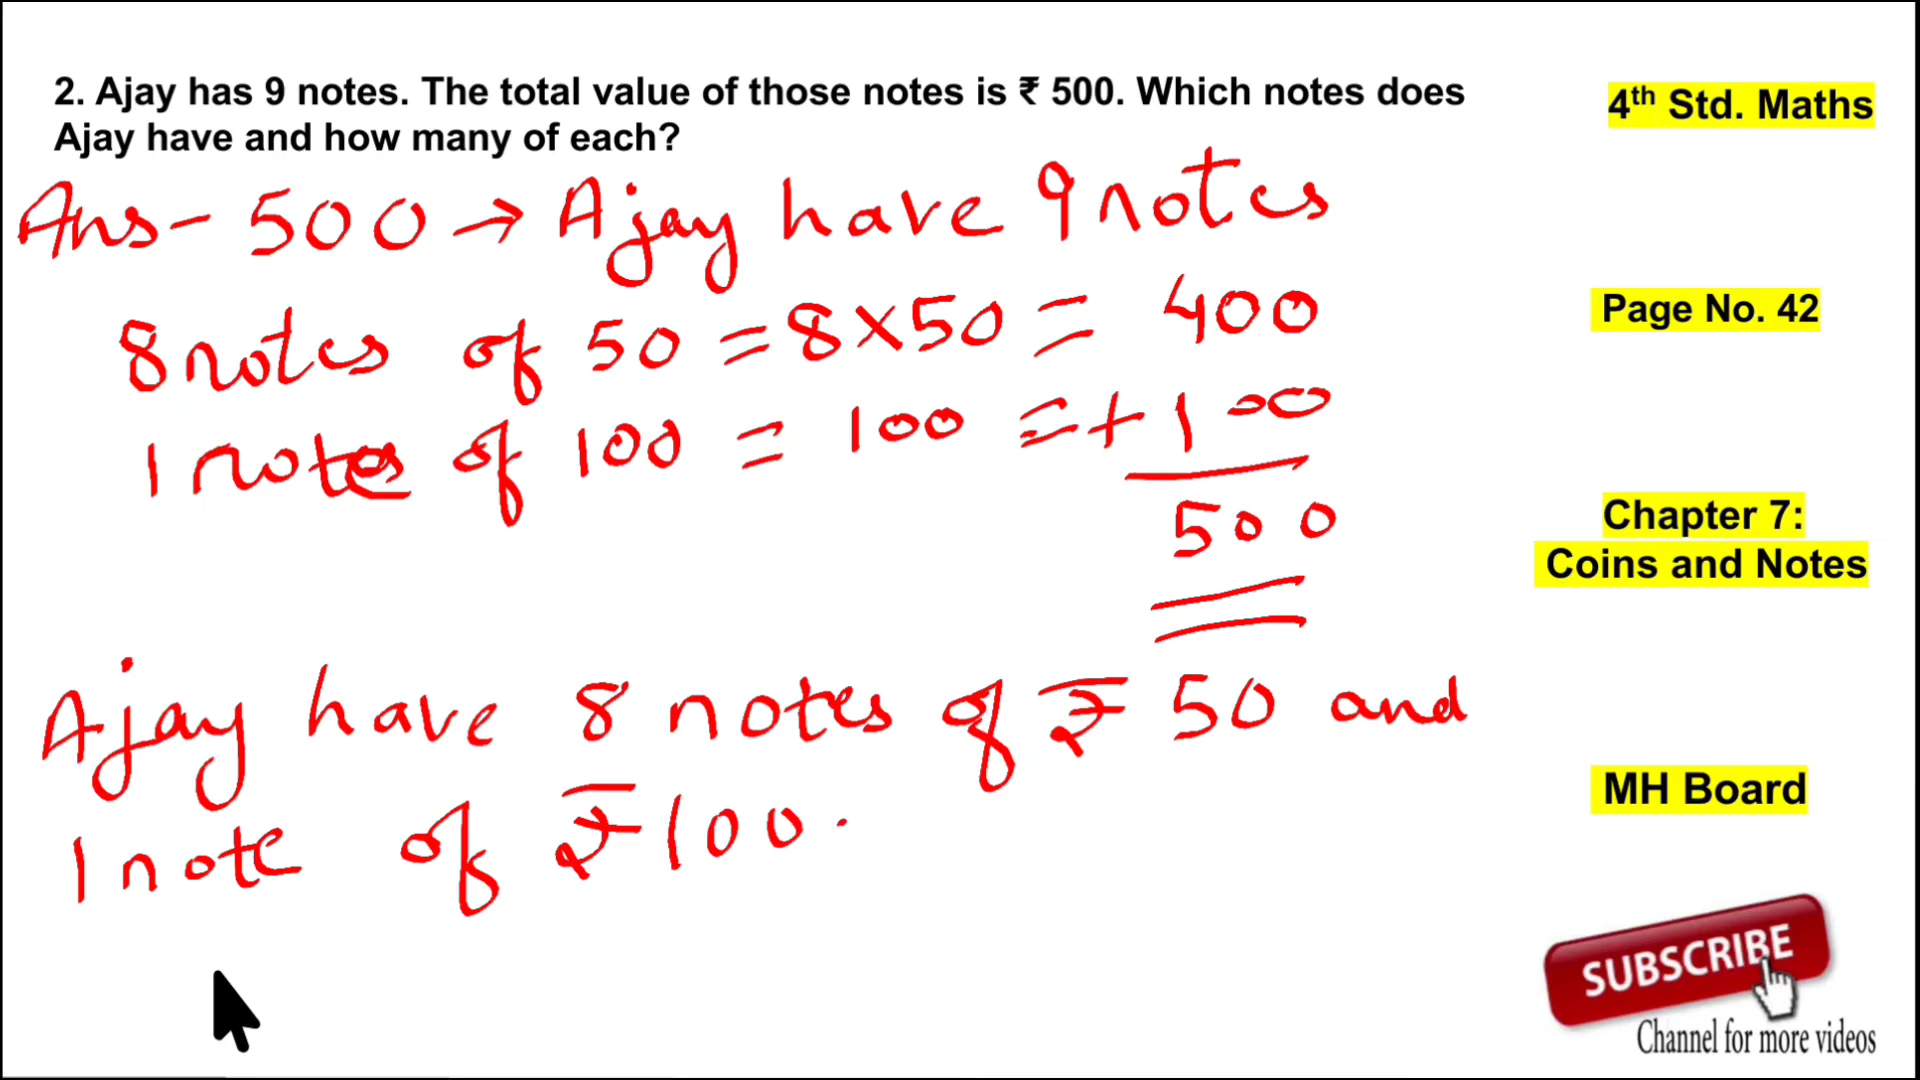 2. Ajay has 9 notes. The total value of those notes is ₹ 500. Which notes does
Ajay have and how many of each?
4th Std. Maths
Ans- 500 → Ajay have 9 notes
8 notes of 50 = 8×50 = 400
Page No. 42
1 notes of 100 = 100 = + 100
500
Chapter 7:
Coins and Notes
Ajay have 8 notes of ₹ 50 and
1 note of ₹ 100.
MH Board
SUBSCRIBE
Channel for more videos